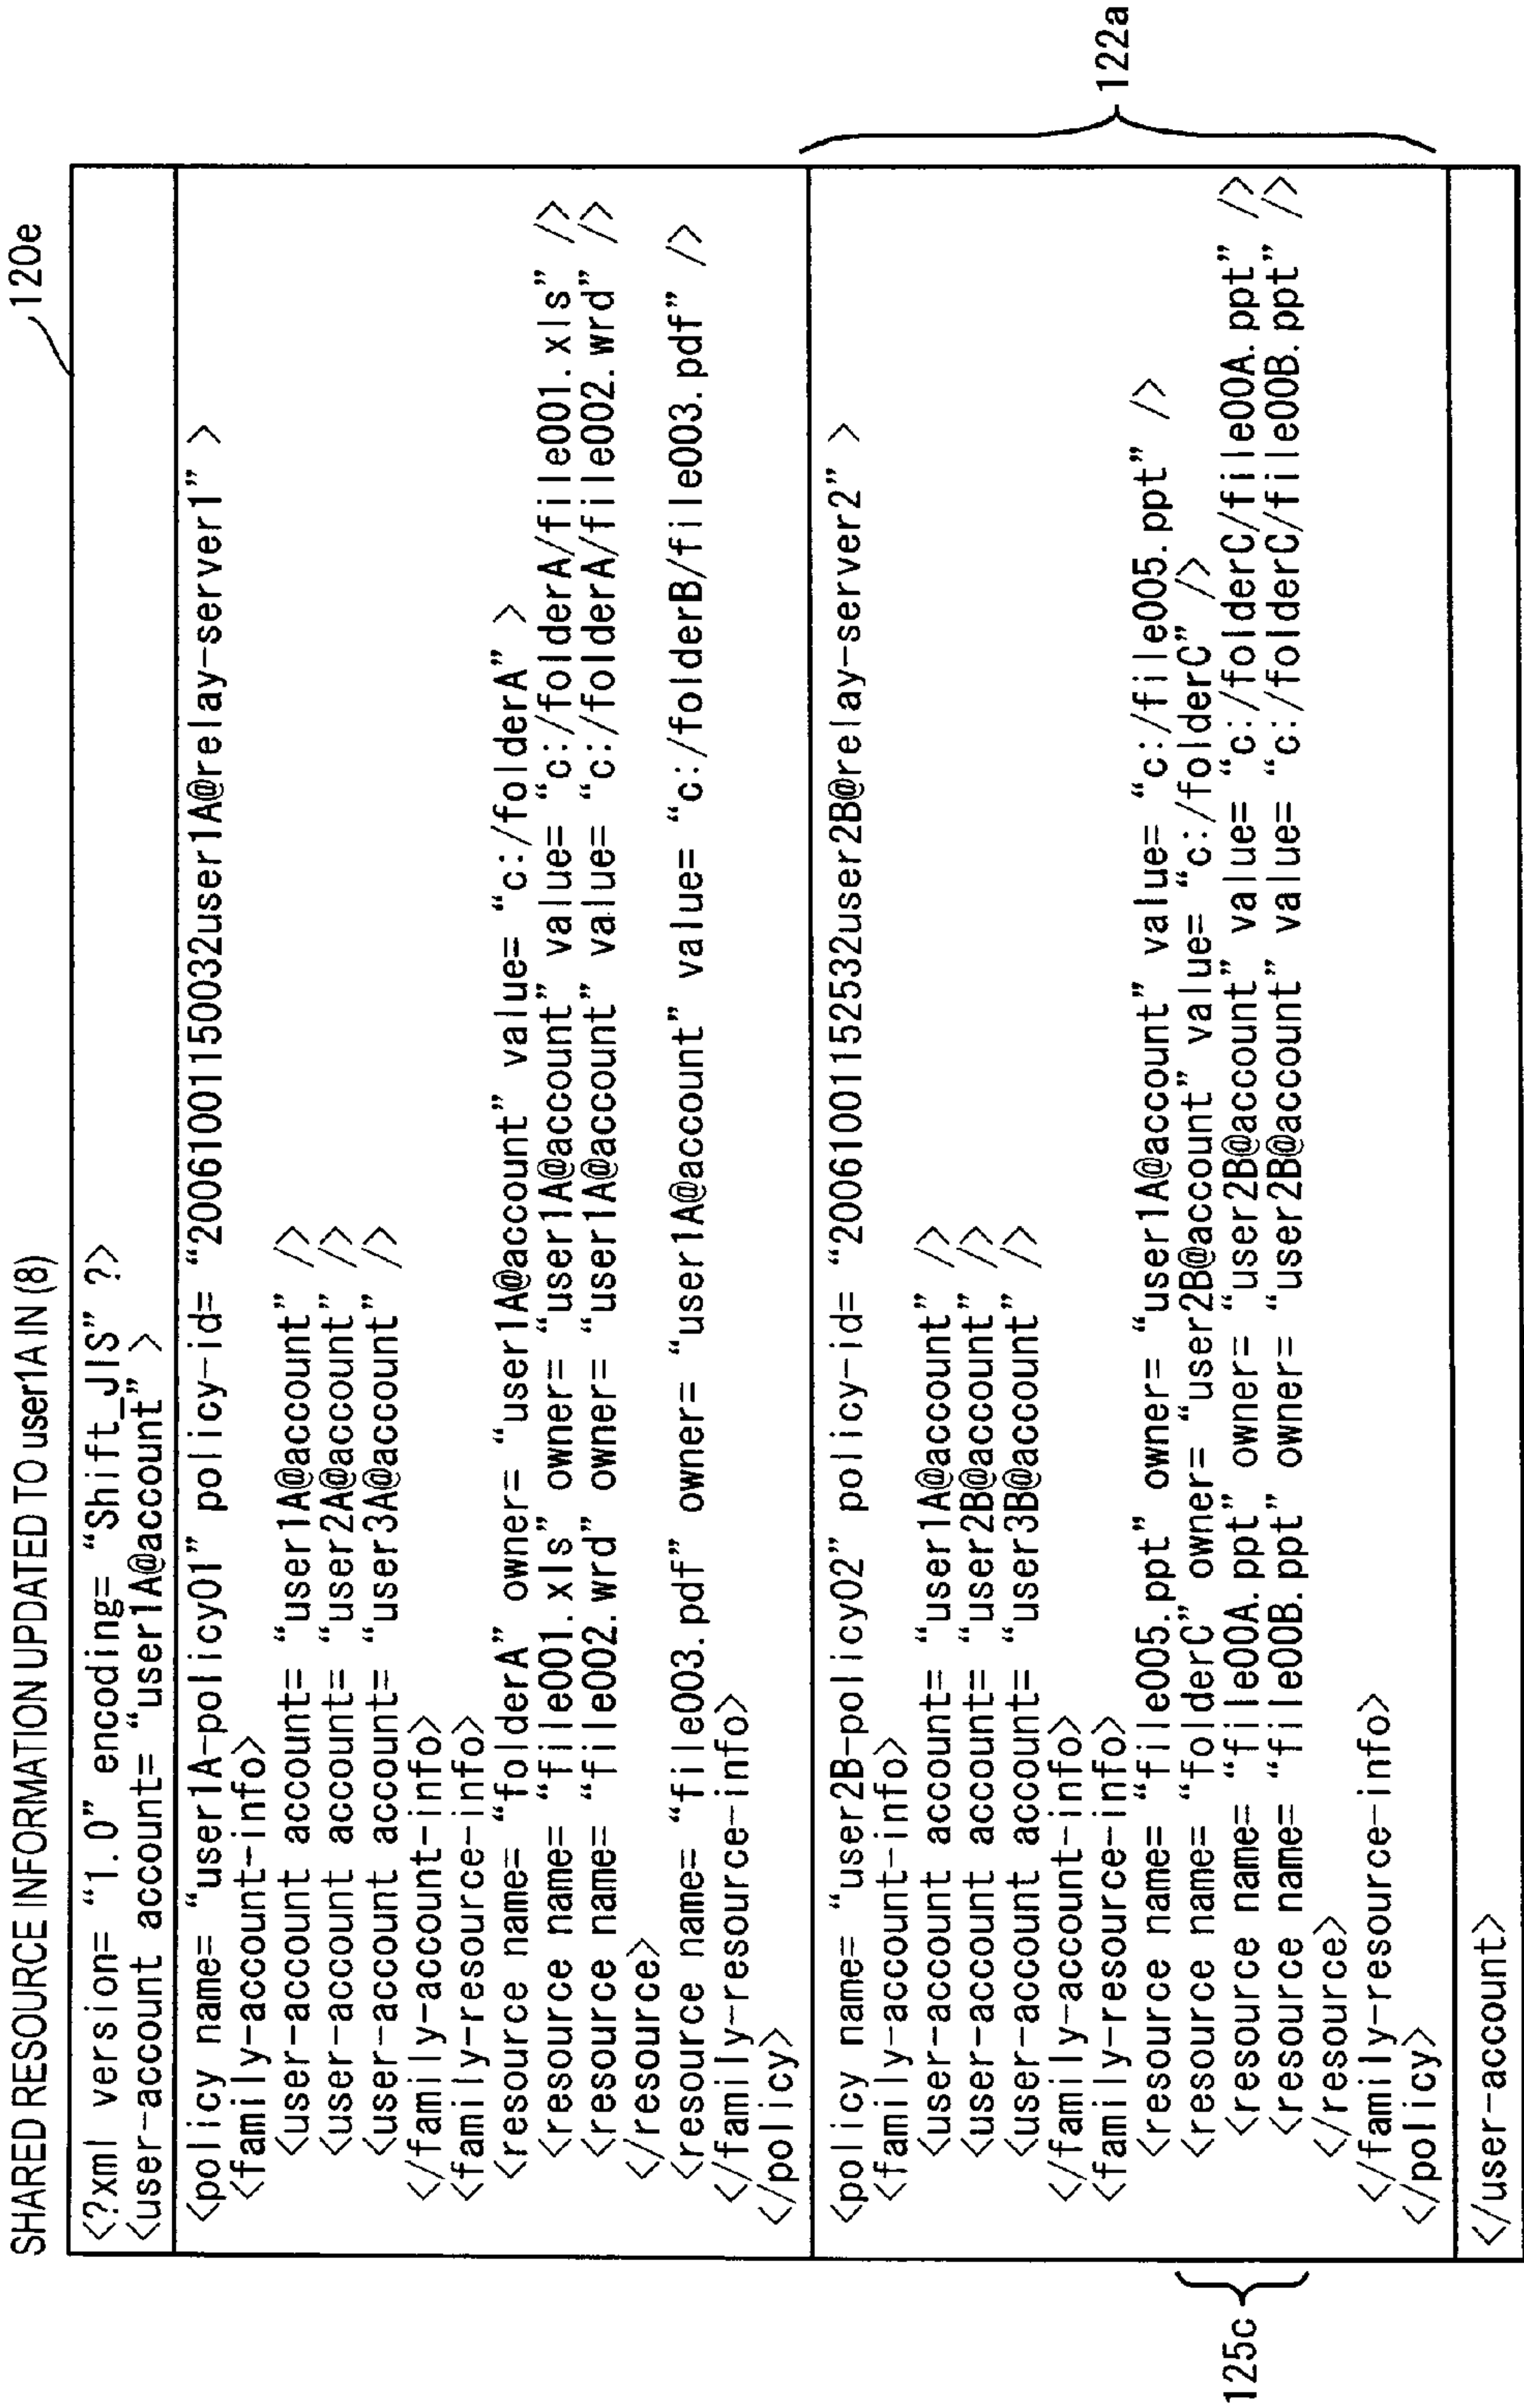 SHARED RESOURCE INFORMATION UPDATED TO user1A IN (8)
120e
<?xml version= “1.0” encoding= “Shift_JIS” ?>
<user-account account= “user1A@account” >
<policy name= “user1A-policy01” policy-id= “20061001150032user1A@relay-server1” >
<family-account-info>
<user-account account= “user1A@account” />
<user-account account= “user2A@account” />
<user-account account= “user3A@account” />
</family-account-info>
<family-resource-info>
<resource name= “folderA” owner= “user1A@account” value= “c:/folderA” >
<resource name= “file001.xls” owner= “user1A@account” value= “c:/folderA/file001.xls” />
<resource name= “file002.wrd” owner= “user1A@account” value= “c:/folderA/file002.wrd” />
</resource>
<resource name= “file003.pdf” owner= “user1A@account” value= “c:/folderB/file003.pdf” />
</family-resource-info>
</policy>
<policy name= “user2B-policy02” policy-id= “20061001152532user2B@relay-server2” >
<family-account-info>
<user-account account= “user1A@account” />
<user-account account= “user2B@account” />
<user-account account= “user3B@account” />
</family-account-info>
<family-resource-info>
<resource name= “file005.ppt” owner= “user1A@account” value= “c:/file005.ppt” />
<resource name= “folderC” owner= “user2B@account” value= “c:/folderC” />
<resource name= “file00A.ppt” owner= “user2B@account” value= “c:/folderC/file00A.ppt” />
<resource name= “file00B.ppt” owner= “user2B@account” value= “c:/folderC/file00B.ppt” />
</resource>
</family-resource-info>
</policy>
</user-account>
122a
125c